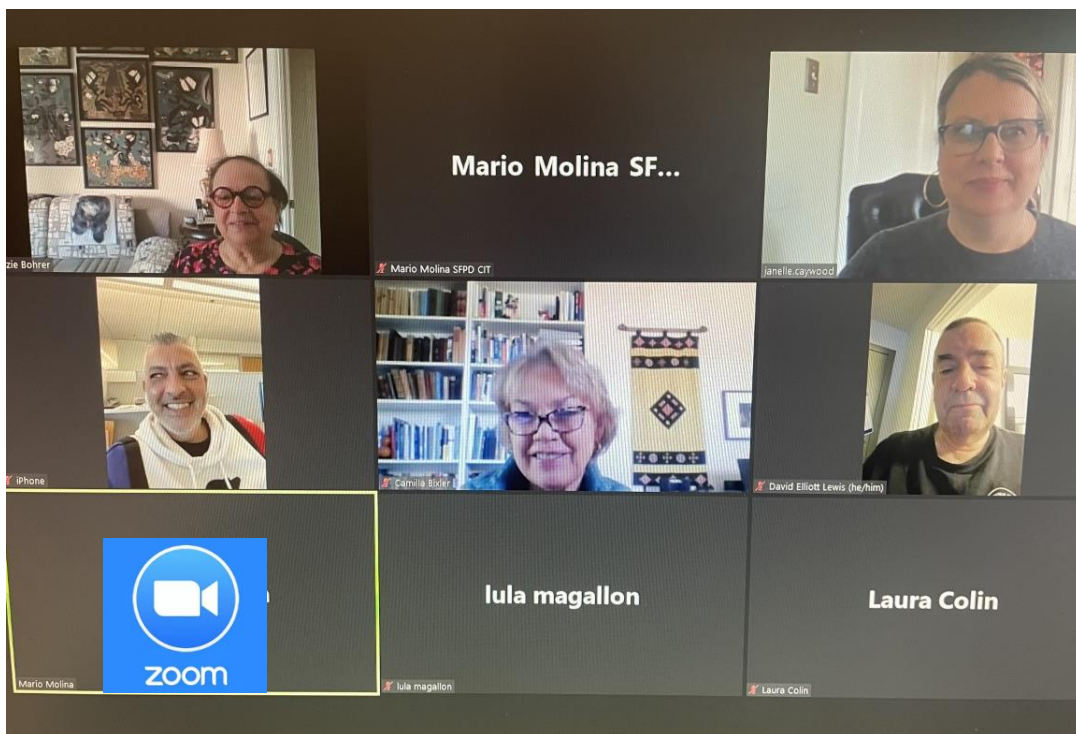 Mario Molina SF...
zie Bohrer
Mario Molina SFPD CIT
janelle.caywood
iPhone
Camilla Bixler
David Elliott Lewis (he/him)
lula magallon
Laura Colin
zoom
Mario Molina
lula magallon
Laura Colin